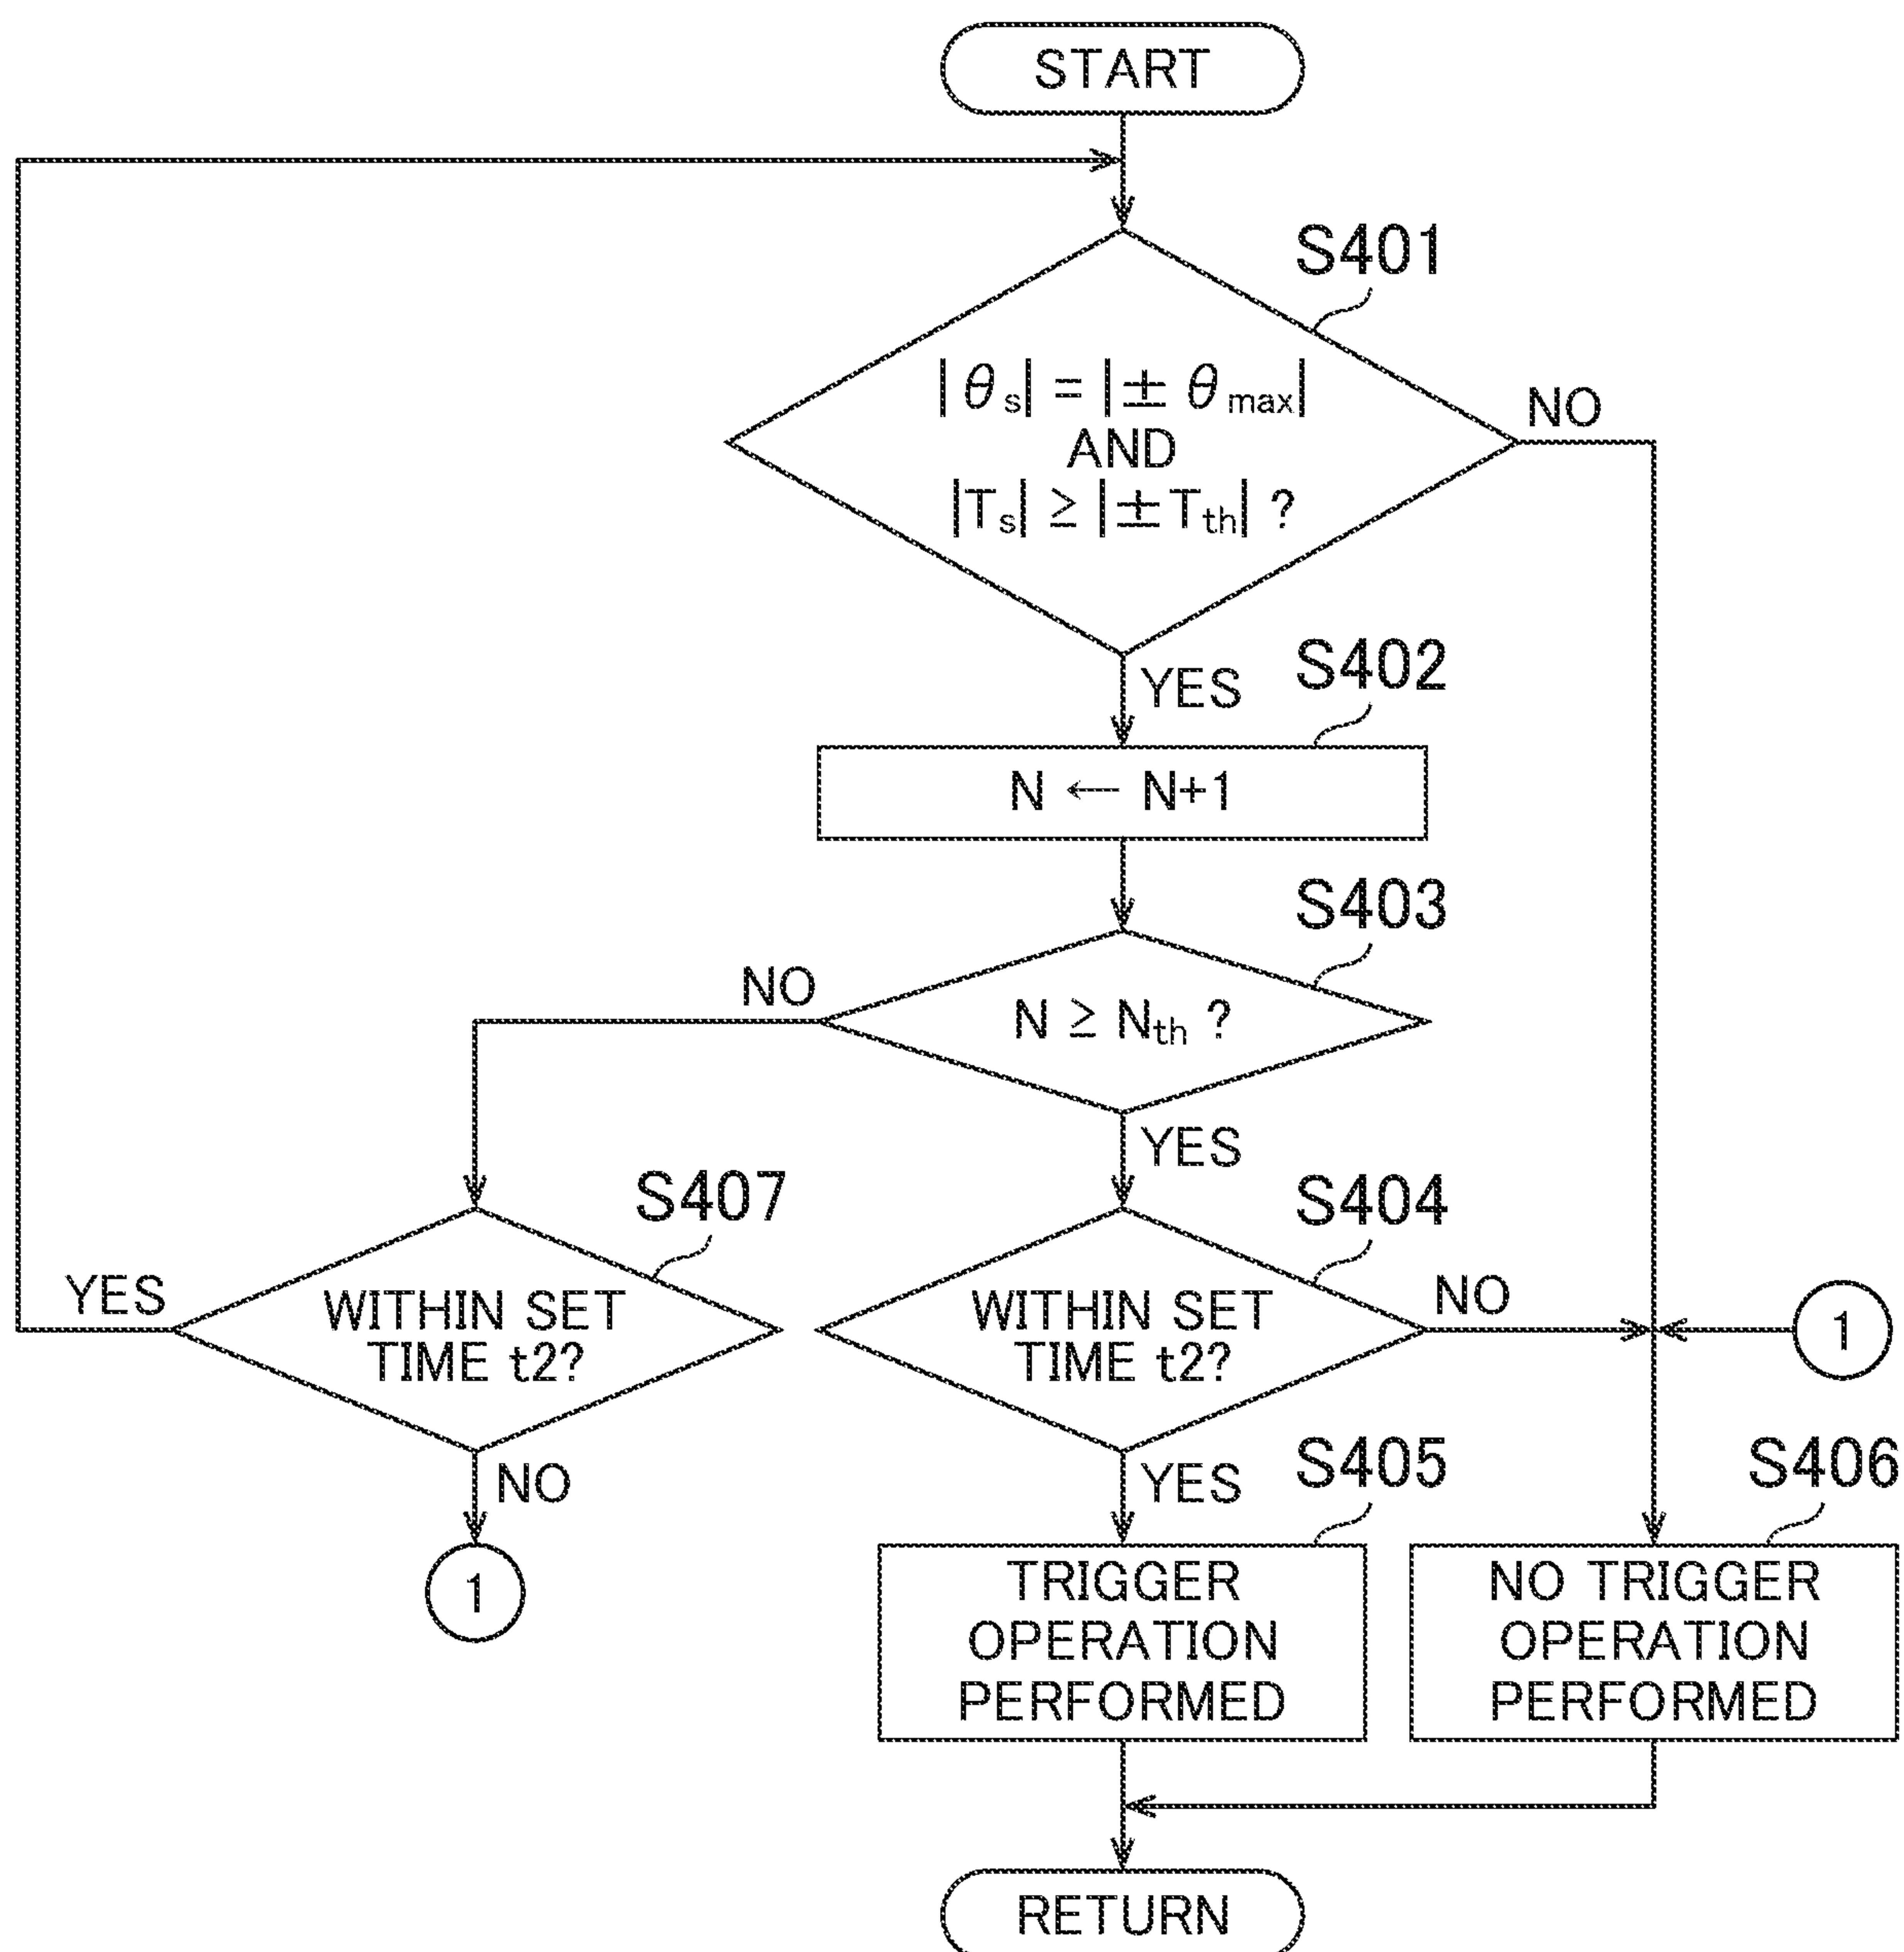 START
S401
|θs| = |± θmax|
AND
|Ts| ≥ |±Tth| ?
NO
YES
S402
N ← N+1
S403
NO
N ≥ Nth ?
YES
S407
S404
YES
WITHIN SET
TIME t2?
WITHIN SET
TIME t2?
NO
1
NO
YES
S405
S406
1
TRIGGER
OPERATION
PERFORMED
NO TRIGGER
OPERATION
PERFORMED
RETURN